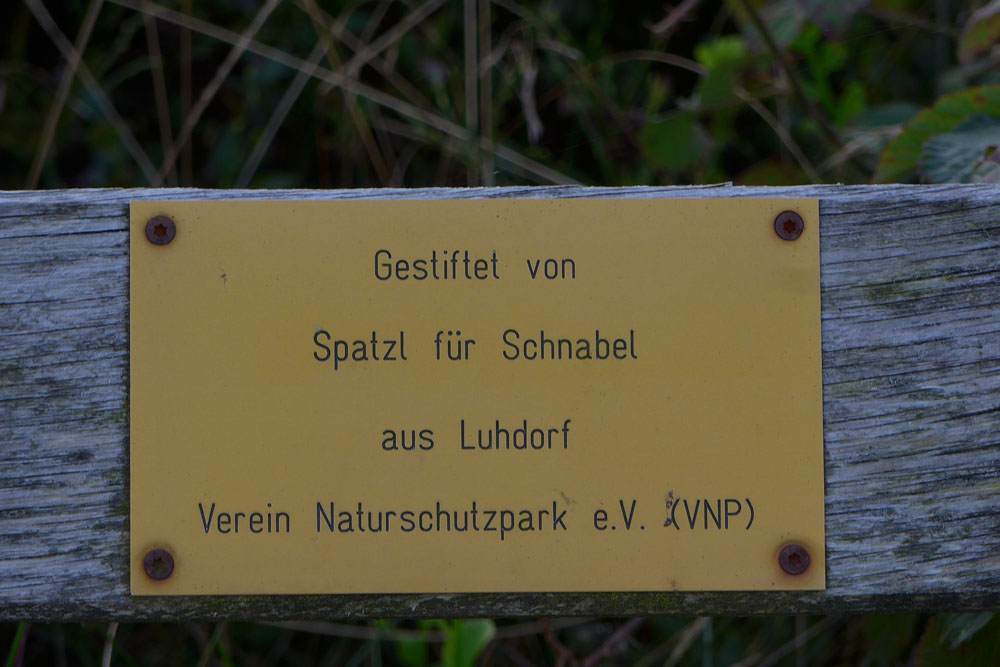 Gestiftet von
Spatzl für Schnabel
aus Luhdorf
Verein Naturschutzpark e.V. (VNP)